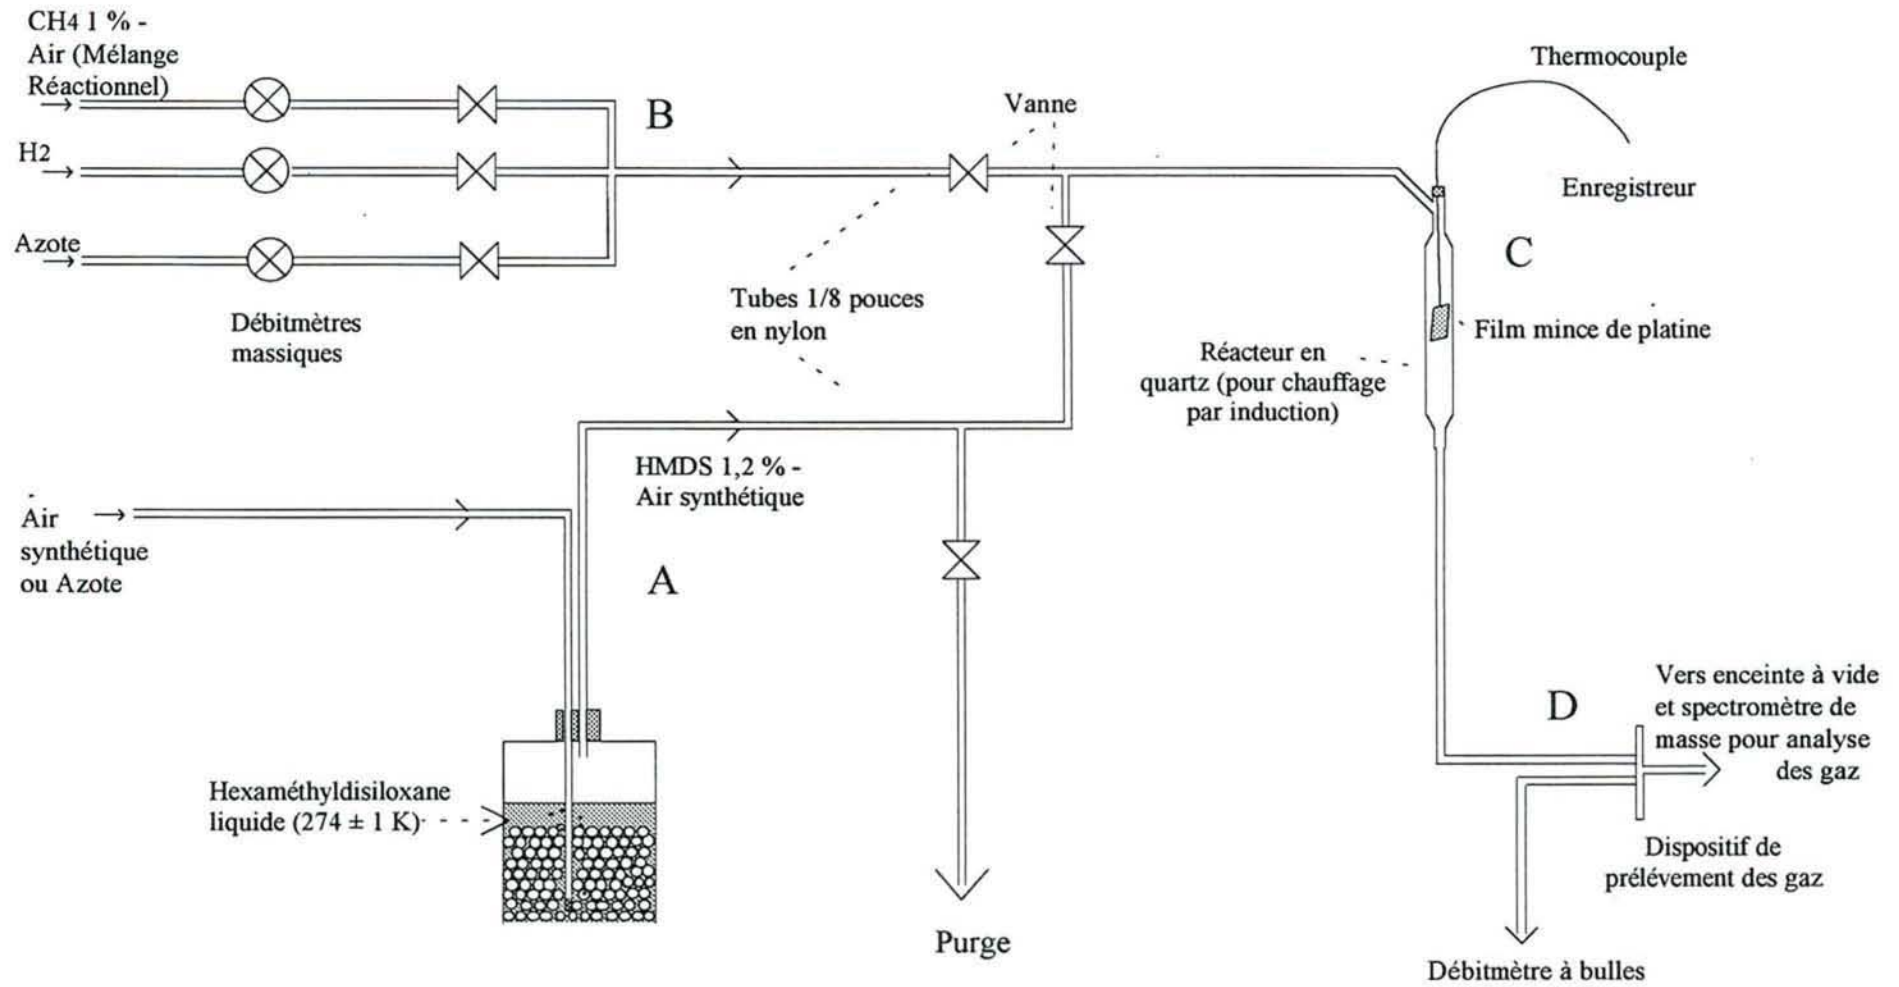 CH4 1 % -
Air (Mélange
Réactionnel)
H2
Azote
Débitmètres
massiques
B
Vanne
Tubes 1/8 pouces
en nylon
Thermocouple
Enregistreur
C
Film mince de platine
Réacteur en
quartz (pour chauffage
par induction)
HMDS 1,2 % -
Air synthétique
Air
synthétique
ou Azote
A
Hexaméthyldisiloxane
liquide (274 ± 1 K)
Purge
D
Vers enceinte à vide
et spectromètre de
masse pour analyse
des gaz
Dispositif de
prélévement des gaz
Débitmètre à bulles